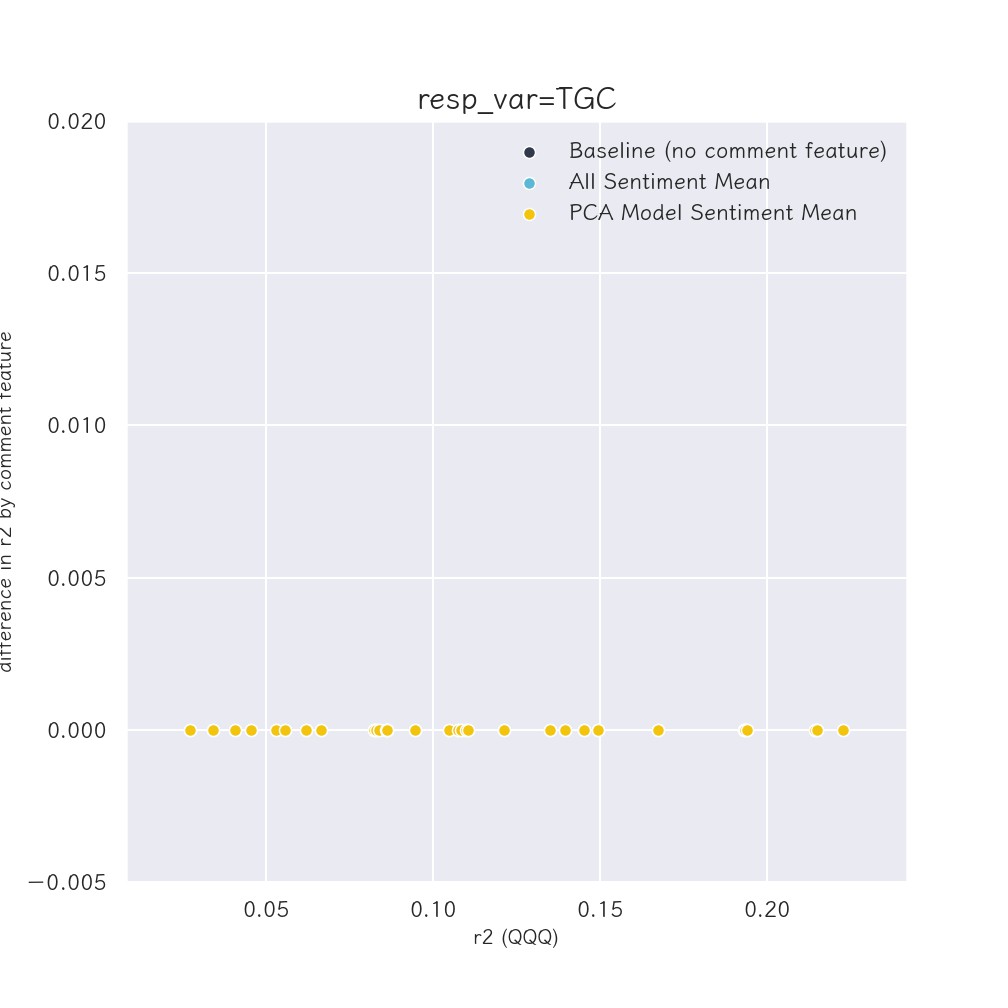 resp_var=TGC
Baseline (no comment feature)
All Sentiment Mean
PCA Model Sentiment Mean
0.020
0.015
0.010
0.005
0.000
−0.005
difference in r2 by comment feature
0.05 0.10 0.15 0.20
r2 (QQQ)